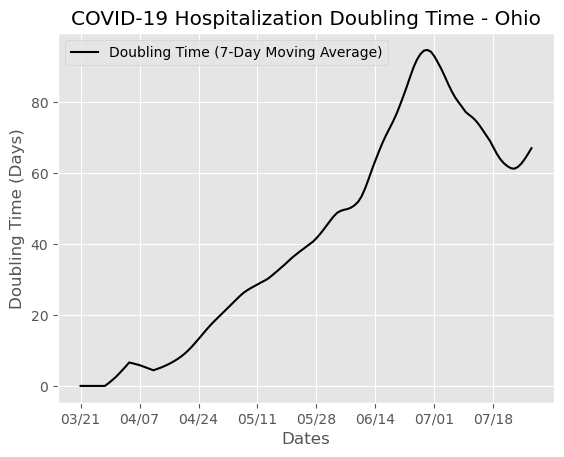 COVID-19 Hospitalization Doubling Time - Ohio
Doubling Time (7-Day Moving Average)
Doubling Time (Days)
80
60
40
20
0
03/21 04/07 04/24 05/11 05/28 06/14 07/01 07/18
Dates